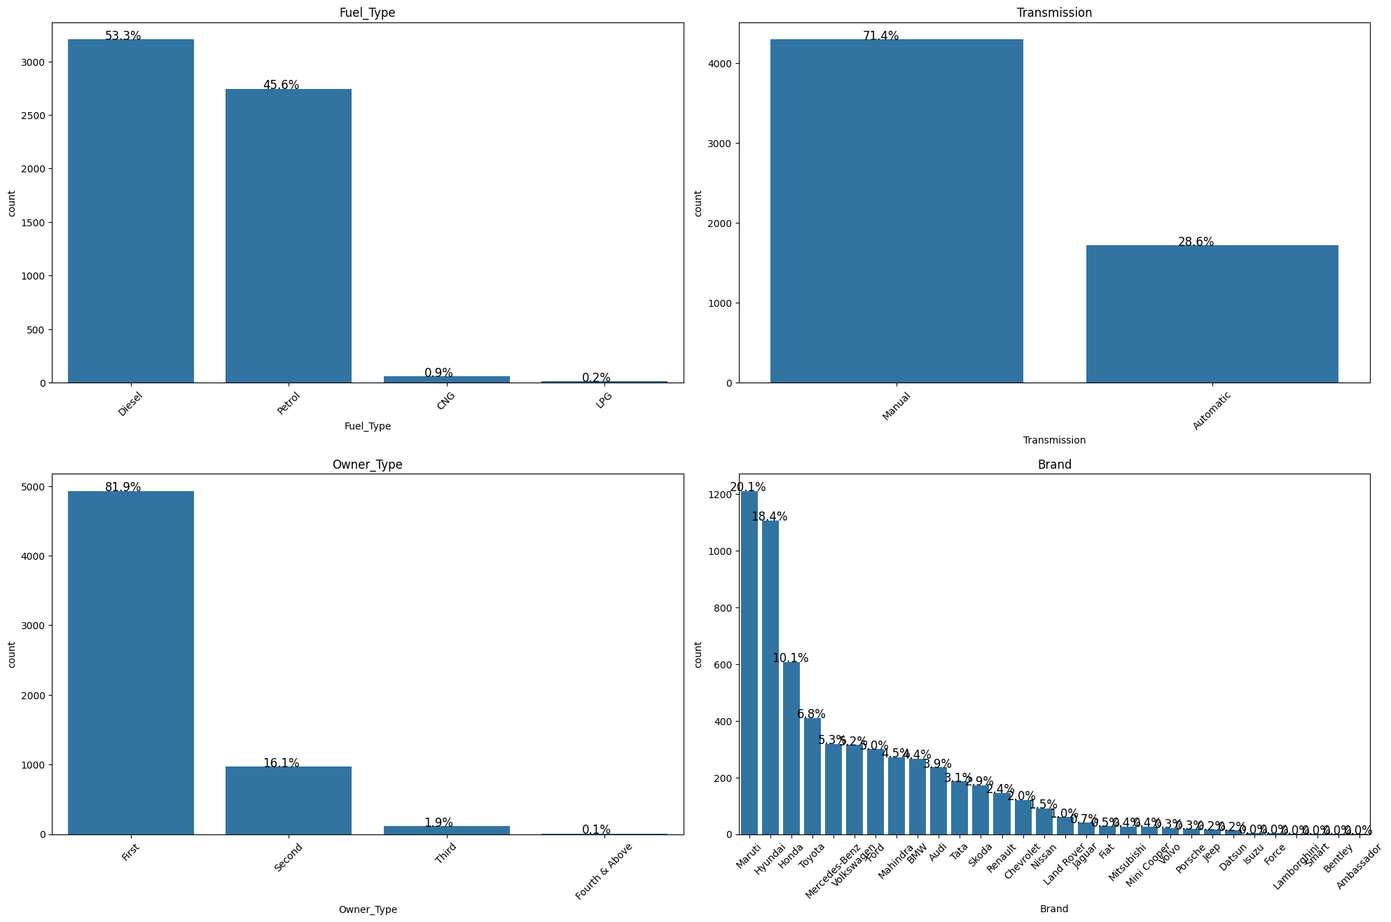 Fuel_Type
53.3%
45.6%
0.9%
0.2%
3000
2500
2000
1500
1000
500
0
count
Diesel
Petrol
CNG
LPG
Fuel_Type
Transmission
71.4%
28.6%
4000
3000
2000
1000
0
count
Manual
Automatic
Transmission
Owner_Type
81.9%
16.1%
1.9%
0.1%
5000
4000
3000
2000
1000
0
count
First
Second
Third
Fourth & Above
Owner_Type
Brand
20.1%
18.4%
10.1%
6.8%
5.3%
5.2%
5.0%
4.5%
4.4%
3.9%
3.1%
2.9%
2.4%
2.0%
1.5%
1.0%
0.7%
0.5%
0.4%
0.4%
0.3%
0.3%
0.2%
0.2%
0.0%
0.0%
0.0%
0.0%
0.0%
0.0%
1200
1000
800
600
400
200
0
count
Maruti
Hyundai
Honda
Toyota
Mercedes-Benz
Volkswagen
Ford
Mahindra
BMW
Audi
Tata
Skoda
Renault
Chevrolet
Nissan
Land Rover
Jaguar
Fiat
Mitsubishi
Mini Cooper
Volvo
Porsche
Jeep
Datsun
Isuzu
Force
Lamborghini
Smart
Bentley
Ambassador
Brand